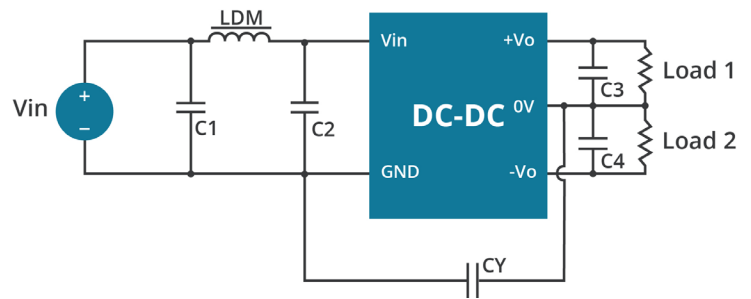 LDM
Vin
+
−
C1
C2
Vin
+Vo
DC-DC
0V
GND
-Vo
C3
C4
Load 1
Load 2
CY